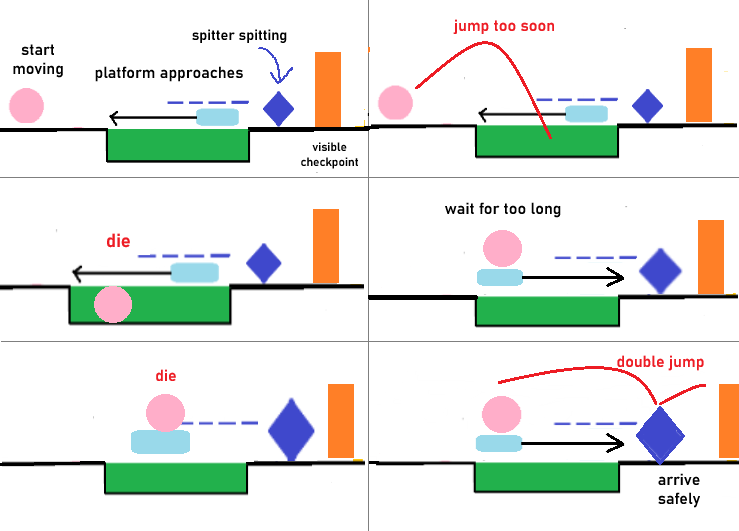 spitter spitting
start
moving
platform approaches
visible
checkpoint
jump too soon
die
wait for too long
die
double jump
arrive
safely